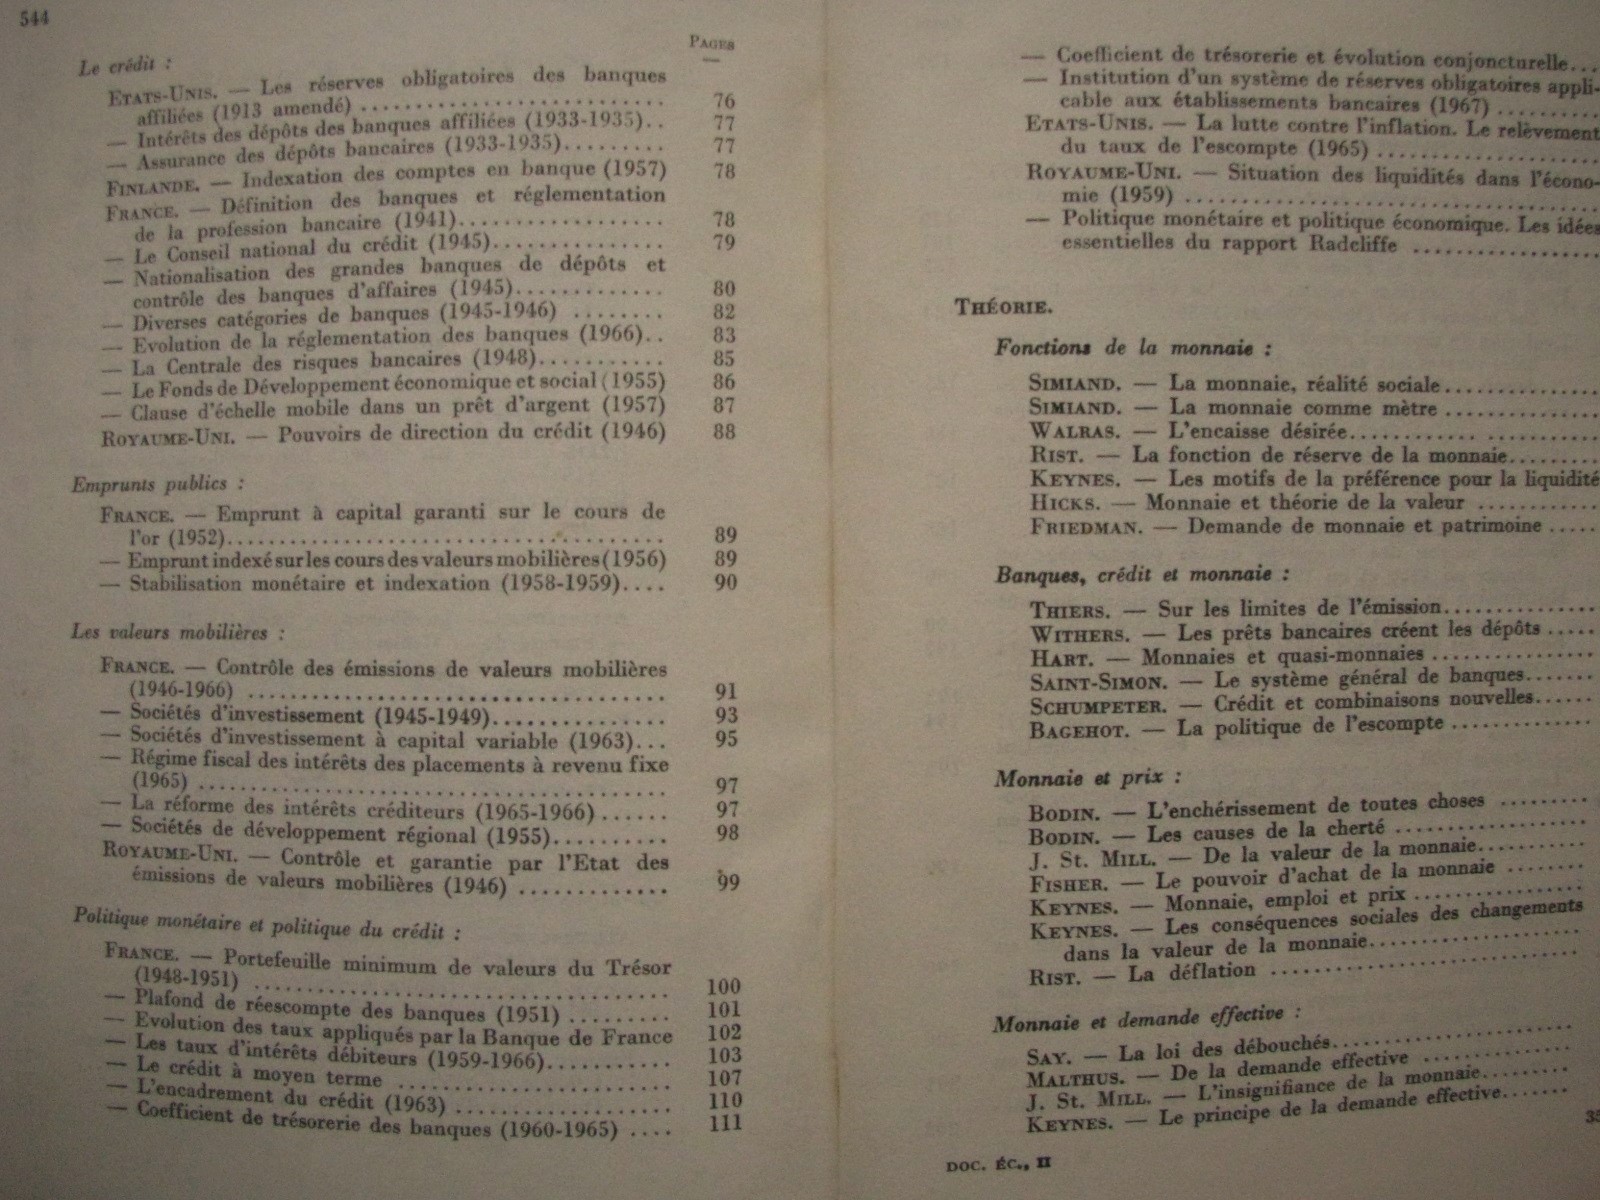 544
PAGES
Le crédit :
ETATS-UNIS. — Les réserves obligatoires des banques
affiliées (1913 amendé) ............................ 76
— Intérêts des dépôts des banques affiliées (1933-1935).. 77
— Assurance des dépôts bancaires (1933-1935)......... 77
FINLANDE. — Indexation des comptes en banque (1957) 78
FRANCE. — Définition des banques et réglementation
de la profession bancaire (1941)................... 78
— Le Conseil national du crédit (1945)............... 79
— Nationalisation des grandes banques de dépôts et
contrôle des banques d'affaires (1945)............. 80
— Diverses catégories de banques (1945-1946) ........ 82
— Evolution de la réglementation des banques (1966).. 83
— La Centrale des risques bancaires (1948)........... 85
— Le Fonds de Développement économique et social (1955) 86
— Clause d'échelle mobile dans un prêt d'argent (1957) 87
ROYAUME-UNI. — Pouvoirs de direction du crédit (1946) 88
Emprunts publics :
FRANCE. — Emprunt à capital garanti sur le cours de
l'or (1952)........................................ 89
— Emprunt indexé sur les cours des valeurs mobilières (1956) 89
— Stabilisation monétaire et indexation (1958-1959).... 90
Les valeurs mobilières :
FRANCE. — Contrôle des émissions de valeurs mobilières
(1946-1966) ....................................... 91
— Sociétés d'investissement (1945-1949)................ 93
— Sociétés d'investissement à capital variable (1963)... 95
— Régime fiscal des intérêts des placements à revenu fixe
(1965) ............................................ 97
— La réforme des intérêts créditeurs (1965-1966)...... 97
— Sociétés de développement régional (1955).......... 98
ROYAUME-UNI. — Contrôle et garantie par l'Etat des
émissions de valeurs mobilières (1946) ............. 99
Politique monétaire et politique du crédit :
FRANCE. — Portefeuille minimum de valeurs du Trésor
(1948-1951) ....................................... 100
— Plafond de réescompte des banques (1951) ......... 101
— Evolution des taux appliqués par la Banque de France 102
— Les taux d'intérêts débiteurs (1959-1966)........... 103
— Le crédit à moyen terme .......................... 107
— L'encadrement du crédit (1963) .................... 110
— Coefficient de trésorerie des banques (1960-1965) .... 111
— Coefficient de trésorerie et évolution conjoncturelle...
— Institution d'un système de réserves obligatoires appli-
cable aux établissements bancaires (1967) .........
ETATS-UNIS. — La lutte contre l'inflation. Le relèvement
du taux de l'escompte (1965) .....................
ROYAUME-UNI. — Situation des liquidités dans l'écono-
mie (1959) ........................................
— Politique monétaire et politique économique. Les idées
essentielles du rapport Radcliffe .................
THÉORIE.
Fonctions de la monnaie :
SIMIAND. — La monnaie, réalité sociale..............
SIMIAND. — La monnaie comme mètre ..............
WALRAS. — L'encaisse désirée........................
RIST. — La fonction de réserve de la monnaie.........
KEYNES. — Les motifs de la préférence pour la liquidité
HICKS. — Monnaie et théorie de la valeur ...........
FRIEDMAN. — Demande de monnaie et patrimoine .....
Banques, crédit et monnaie :
THIERS. — Sur les limites de l'émission...............
WITHERS. — Les prêts bancaires créent les dépôts .....
HART. — Monnaies et quasi-monnaies ................
SAINT-SIMON. — Le système général de banques.......
SCHUMPETER. — Crédit et combinaisons nouvelles......
BAGEHOT. — La politique de l'escompte ..............
Monnaie et prix :
BODIN. — L'enchérissement de toutes choses .........
BODIN. — Les causes de la cherté ...................
J. ST. MILL. — De la valeur de la monnaie...........
FISHER. — Le pouvoir d'achat de la monnaie ........
KEYNES. — Monnaie, emploi et prix .................
KEYNES. — Les conséquences sociales des changements
dans la valeur de la monnaie......................
RIST. — La déflation ...............................
Monnaie et demande effective :
SAY. — La loi des débouchés........................
MALTHUS. — De la demande effective ...............
J. ST. MILL. — L'insignifiance de la monnaie.........
KEYNES. — Le principe de la demande effective.......
35
DOC. ÉC., II